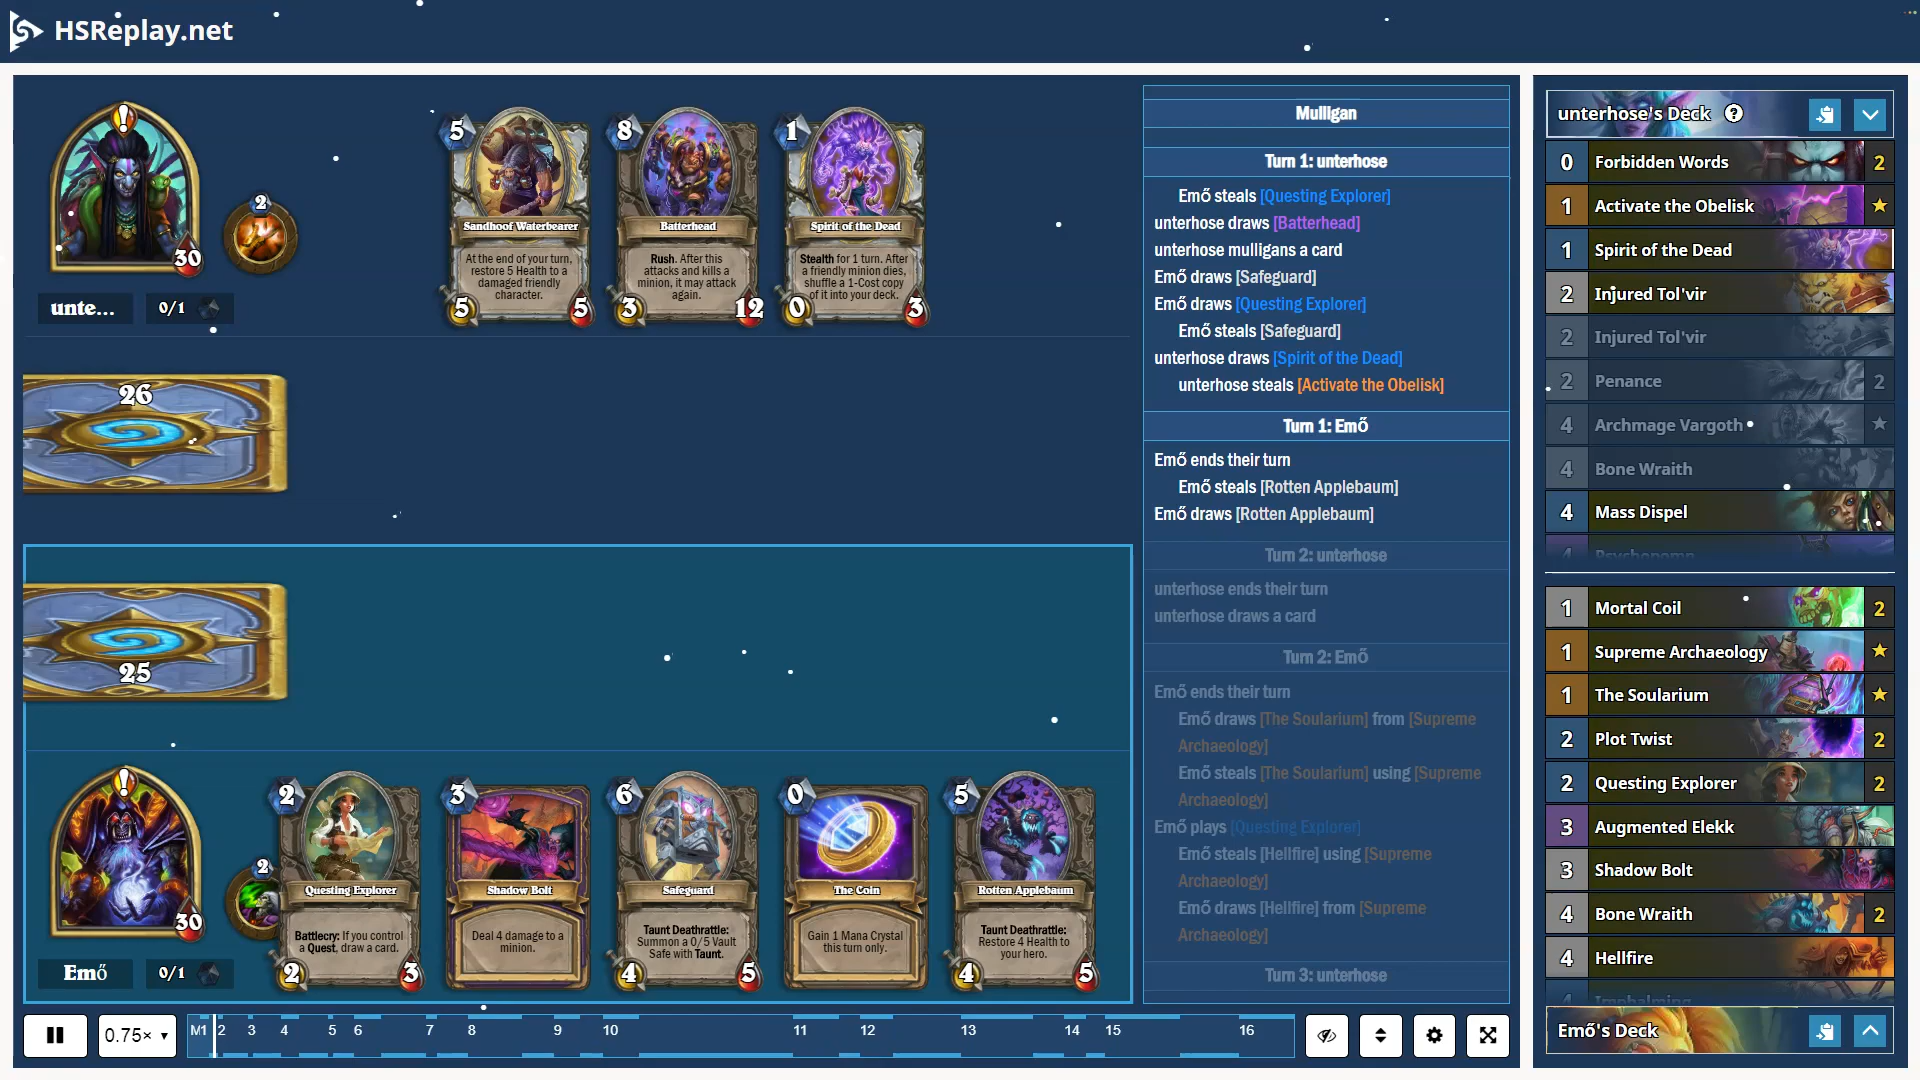 HSReplay.net
30
2
unte...
0/1
5
Sandhoof Waterbearer
At the end of your turn,
restore 5 Health to a
damaged friendly
character.
5
5
8
Batterhead
Rush. After this
attacks and kills a
minion, it may attack
again.
3
12
1
Spirit of the Dead
Stealth for 1 turn. After
a friendly minion dies,
shuffle a 1-Cost copy
of it into your deck.
0
3
26
25
30
2
Emő
0/1
2
Questing Explorer
Battlecry: If you control
a Quest, draw a card.
2
3
3
Shadow Bolt
Deal 4 damage to a
minion.
6
Safeguard
Taunt Deathrattle:
Summon a 0/5 Vault
Safe with Taunt.
4
5
0
The Coin
Gain 1 Mana Crystal
this turn only.
5
Rotten Applebaum
Taunt Deathrattle:
Restore 4 Health to
your hero.
4
5
0.75× ▾
M1 2 3 4 5 6 7 8 9 10 11 12 13 14 15 16
Mulligan
Turn 1: unterhose
Emő steals [Questing Explorer]
unterhose draws [Batterhead]
unterhose mulligans a card
Emő draws [Safeguard]
Emő draws [Questing Explorer]
Emő steals [Safeguard]
unterhose draws [Spirit of the Dead]
unterhose steals [Activate the Obelisk]
Turn 1: Emő
Emő ends their turn
Emő steals [Rotten Applebaum]
Emő draws [Rotten Applebaum]
Turn 2: unterhose
unterhose ends their turn
unterhose draws a card
Turn 2: Emő
Emő ends their turn
Emő draws [The Soularium] from [Supreme
Archaeology]
Emő steals [The Soularium] using [Supreme
Archaeology]
Emő plays [Questing Explorer]
Emő steals [Hellfire] using [Supreme
Archaeology]
Emő draws [Hellfire] from [Supreme
Archaeology]
Turn 3: unterhose
unterhose's Deck ?
0 Forbidden Words 2
1 Activate the Obelisk ★
1 Spirit of the Dead
2 Injured Tol'vir
2 Injured Tol'vir
2 Penance 2
4 Archmage Vargoth ★
4 Bone Wraith
4 Mass Dispel
4 Psychopomp
1 Mortal Coil 2
1 Supreme Archaeology ★
1 The Soularium ★
2 Plot Twist 2
2 Questing Explorer 2
3 Augmented Elekk
3 Shadow Bolt
4 Bone Wraith 2
4 Hellfire
4 Impbalming
Emő's Deck